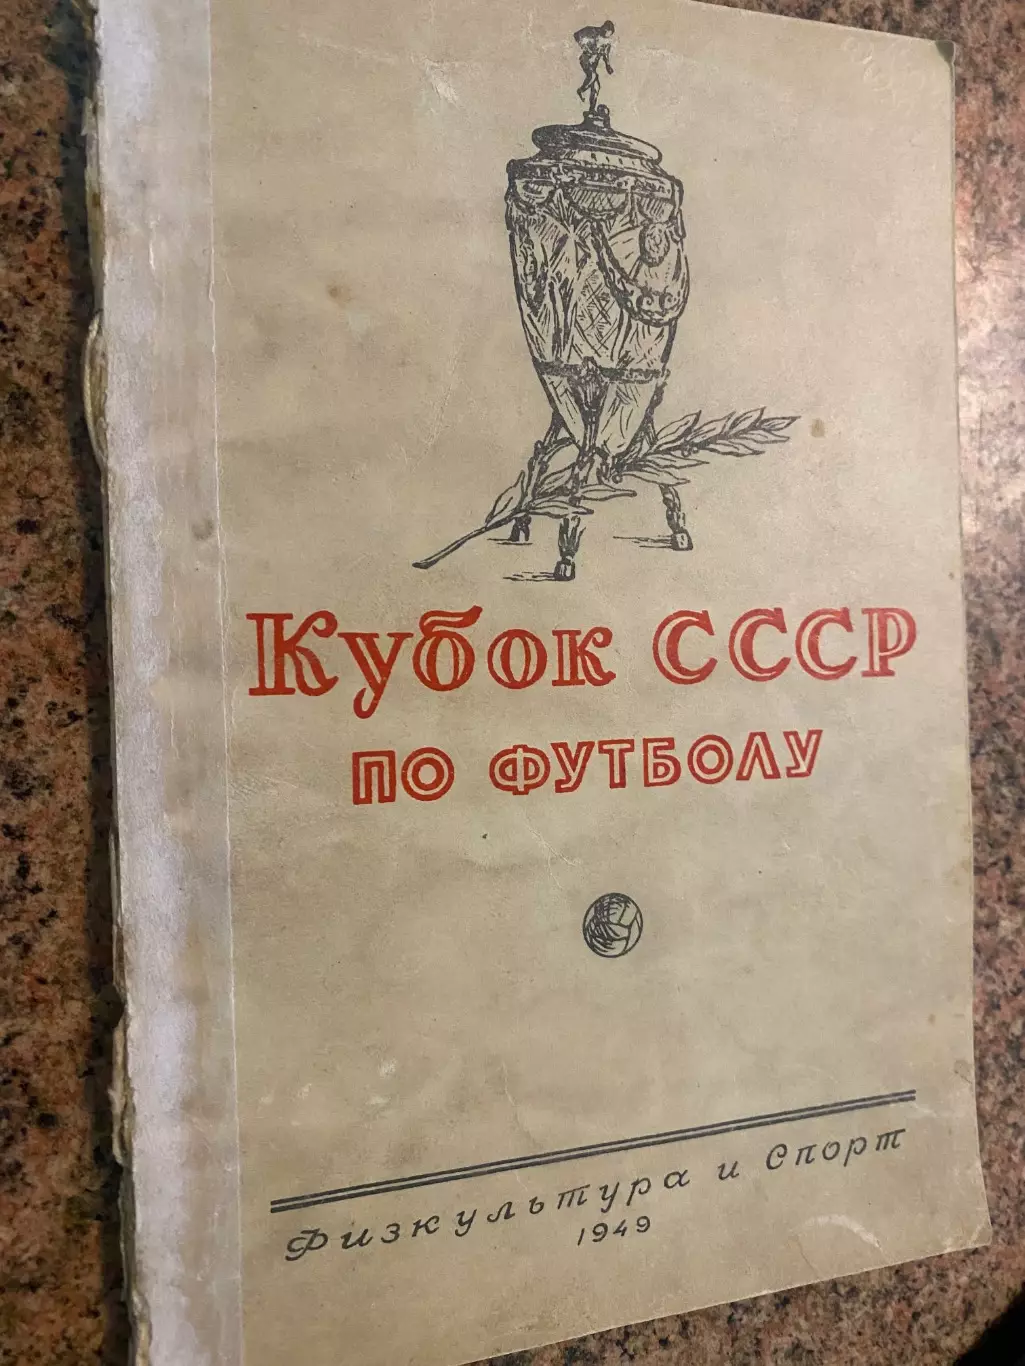 Кубок СССР
ПО ФУТБОЛУ
Физкультура и Спорт
1949